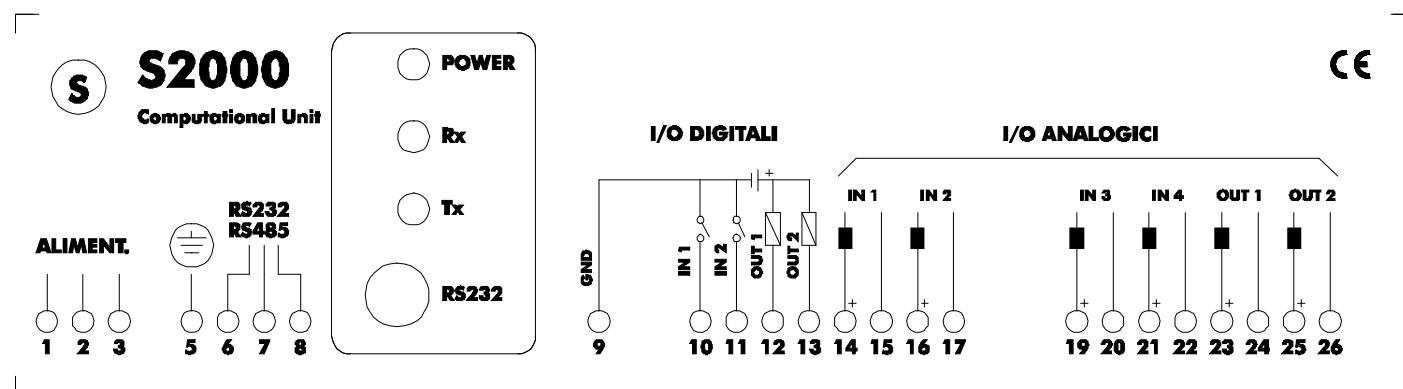 S
S2000
Computational Unit
POWER
Rx
Tx
RS232
CE
ALIMENT.
RS232
RS485
I/O DIGITALI
GND
IN 1
IN 2
OUT 1
OUT 2
+
I/O ANALOGICI
IN 1
IN 2
IN 3
IN 4
OUT 1
OUT 2
+ + + + + +
1 2 3 5 6 7 8 9 10 11 12 13 14 15 16 17 19 20 21 22 23 24 25 26